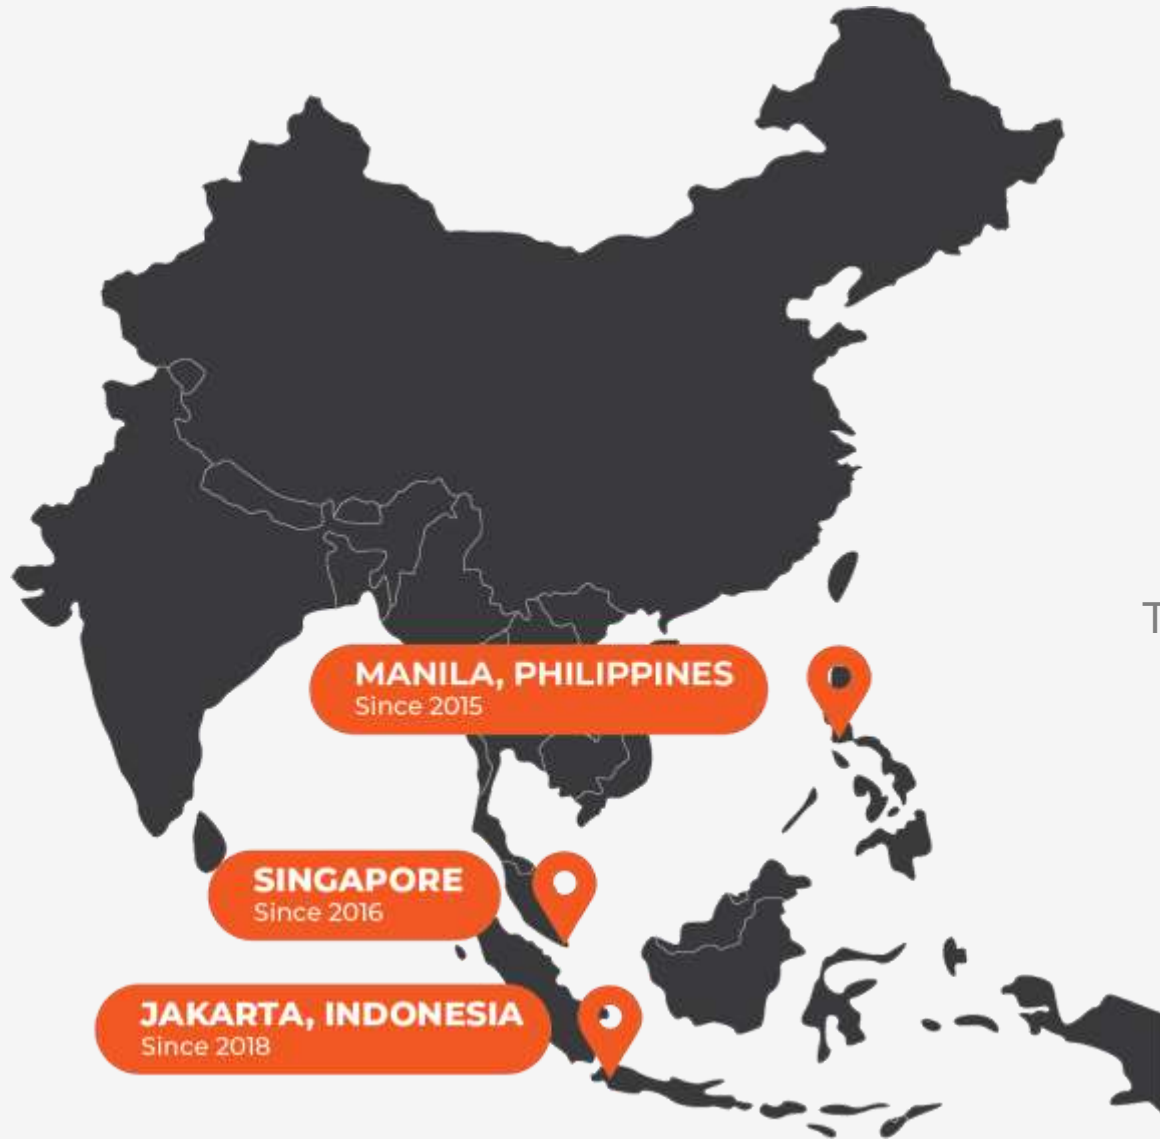 T
MANILA, PHILIPPINES
Since 2015
SINGAPORE
Since 2016
JAKARTA, INDONESIA
Since 2018